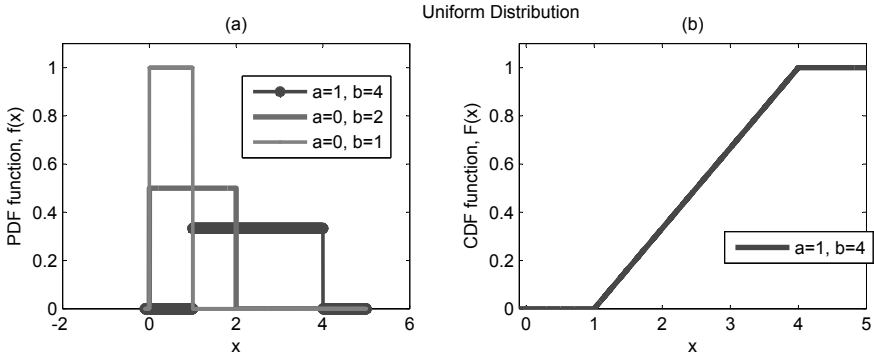 Uniform Distribution
(a)
PDF function, f(x)
1
0.8
0.6
0.4
0.2
0
-2
0
2
4
6
x
a=1, b=4
a=0, b=2
a=0, b=1
(b)
CDF function, F(x)
1
0.8
0.6
0.4
0.2
0
0
1
2
3
4
5
x
a=1, b=4